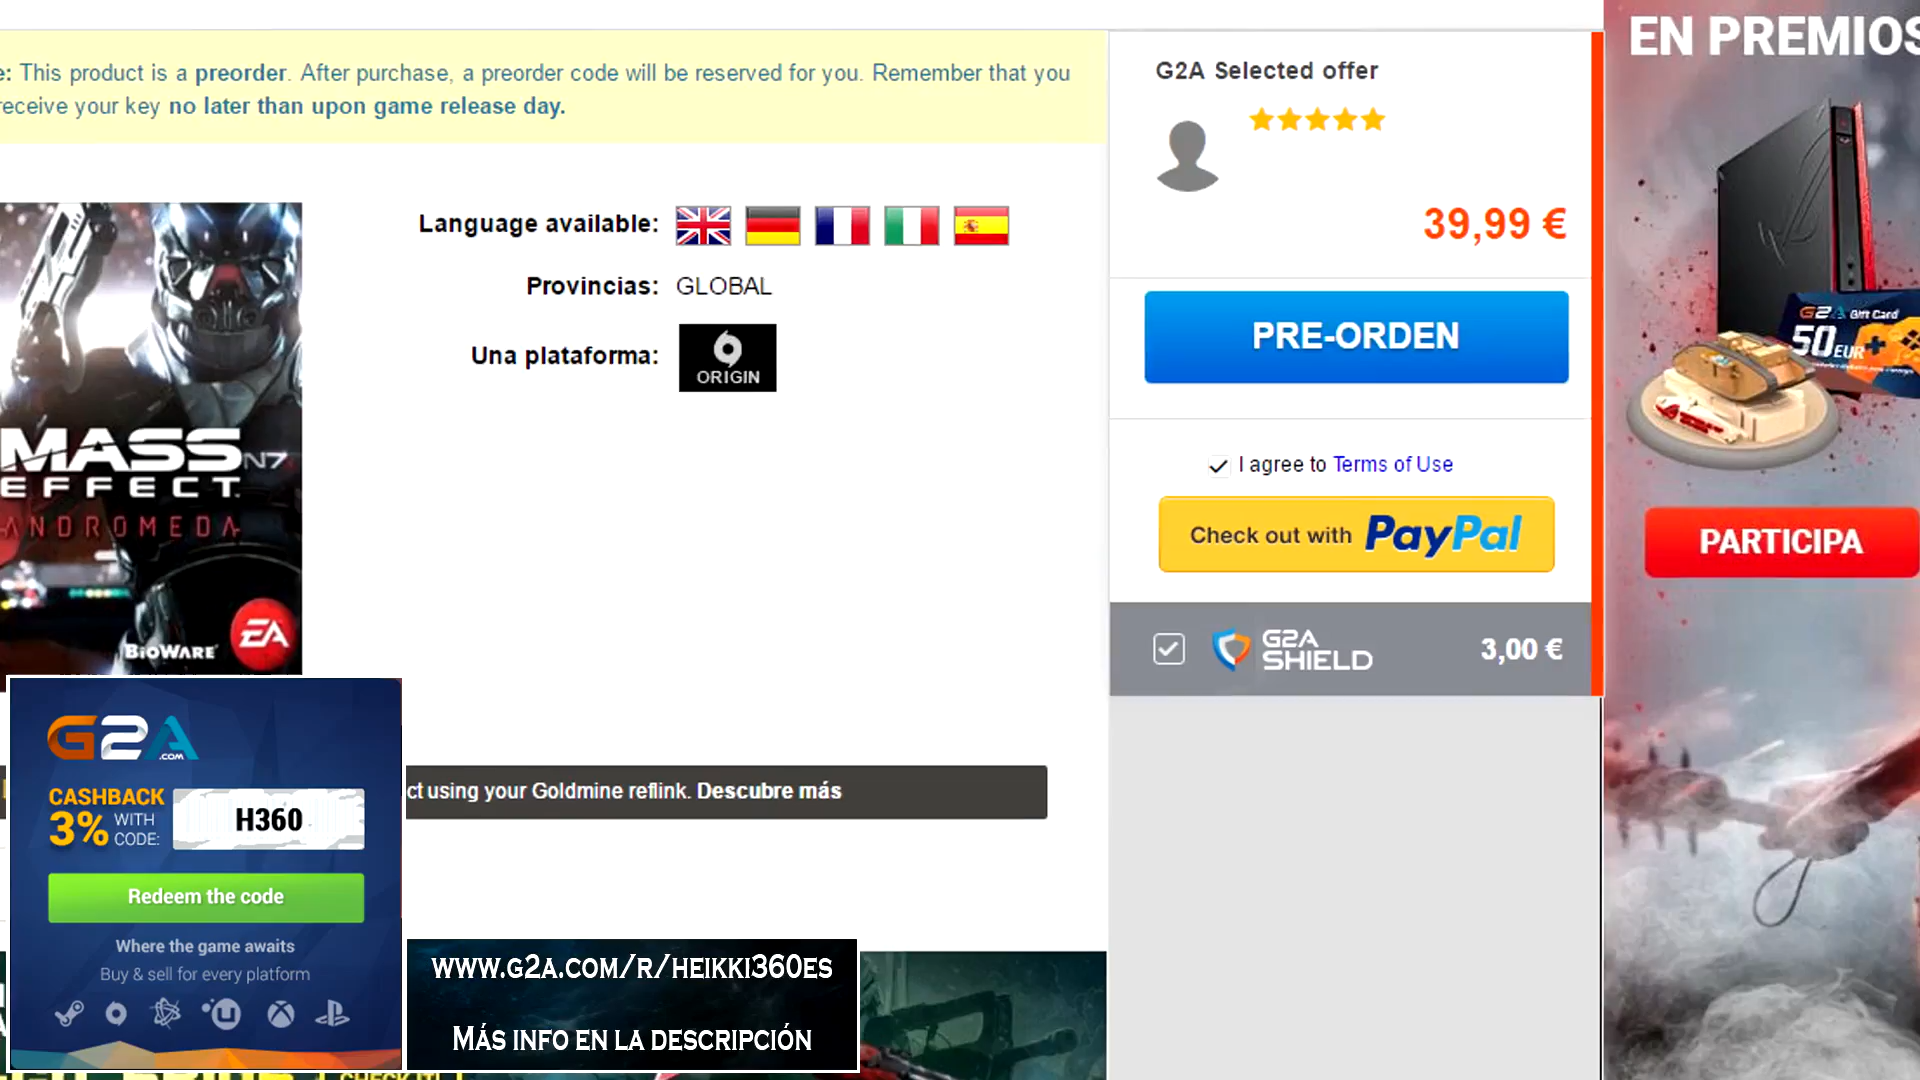 e: This product is a preorder. After purchase, a preorder code will be reserved for you. Remember that you
receive your key no later than upon game release day.
Language available:
Provincias: GLOBAL
Una plataforma: ORIGIN
MASS N7
EFFECT
ANDROMEDA
BIOWARE EA
G2A Selected offer
39,99 €
PRE-ORDEN
I agree to Terms of Use
Check out with PayPal
G2A SHIELD 3,00 €
EN PREMIOS
G2A Gift Card
50 EUR
PARTICIPA
G2A.COM
CASHBACK
3% WITH CODE: H360
Redeem the code
Where the game awaits
Buy & sell for every platform
ct using your Goldmine reflink. Descubre más
WWW.G2A.COM/R/HEIKKI360ES
MÁS INFO EN LA DESCRIPCIÓN
CHECK IT!